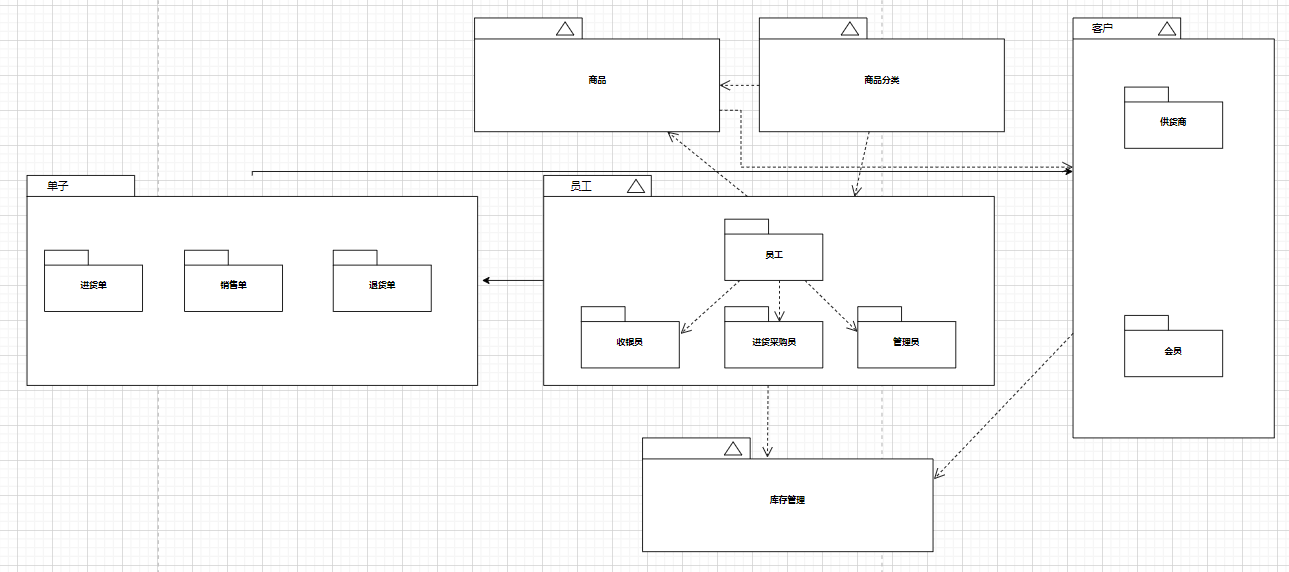 客户
商品
商品分类
供货商
单子
员工
员工
进货单
销售单
退货单
收银员
进货采购员
管理员
会员
库存管理